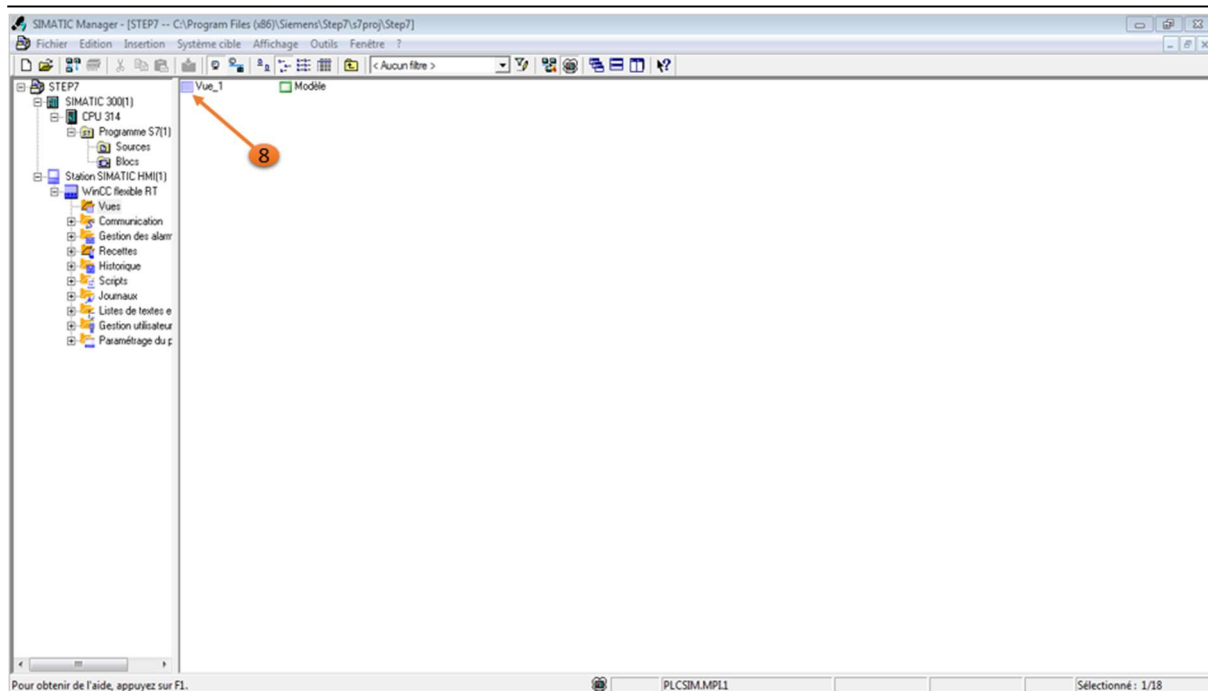 SIMATIC Manager - [STEP7 -- C:\Program Files (x86)\Siemens\Step7\s7proj\Step7]
Fichier Edition Insertion Système cible Affichage Outils Fenêtre ?
< Aucun filtre >
STEP7
SIMATIC 300(1)
CPU 314
Programme S7(1)
Sources
Blocs
Station SIMATIC HMI(1)
WinCC flexible RT
Vues
Communication
Gestion des alarm
Recettes
Historique
Scripts
Journaux
Listes de textes e
Gestion utilisateur
Paramétrage du p
Vue_1 Modèle
8
Pour obtenir de l'aide, appuyez sur F1. PLCSIM.MPI.1 Sélectionné : 1/18